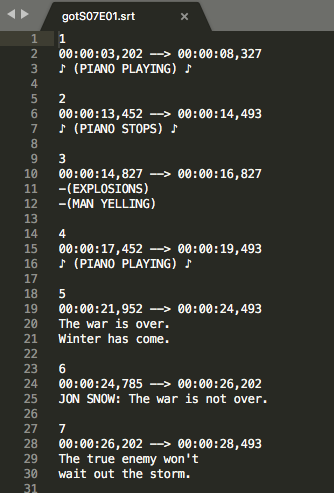 gotS07E01.srt
1 1
2 00:00:03,202 --> 00:00:08,327
3 ♪ (PIANO PLAYING) ♪
4
5 2
6 00:00:13,452 --> 00:00:14,493
7 ♪ (PIANO STOPS) ♪
8
9 3
10 00:00:14,827 --> 00:00:16,827
11 -(EXPLOSIONS)
12 -(MAN YELLING)
13
14 4
15 00:00:17,452 --> 00:00:19,493
16 ♪ (PIANO PLAYING) ♪
17
18 5
19 00:00:21,952 --> 00:00:24,493
20 The war is over.
21 Winter has come.
22
23 6
24 00:00:24,785 --> 00:00:26,202
25 JON SNOW: The war is not over.
26
27 7
28 00:00:26,202 --> 00:00:28,493
29 The true enemy won't
30 wait out the storm.
31